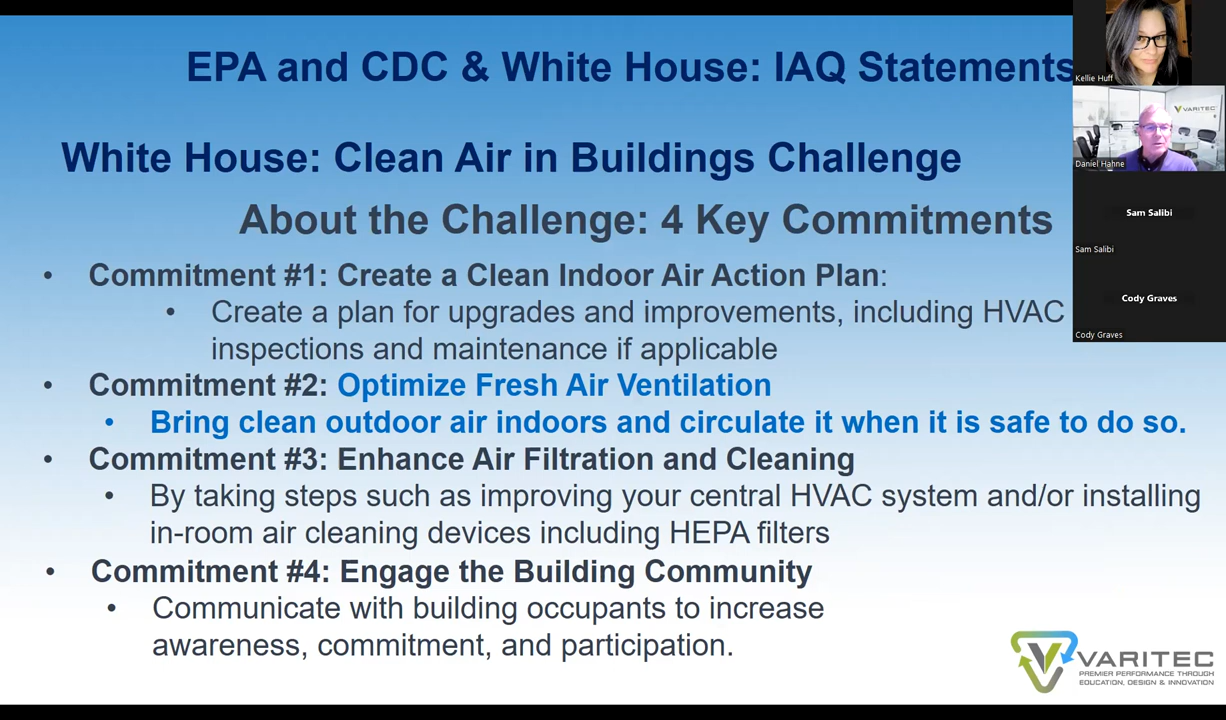 EPA and CDC & White House: IAQ Statements
White House: Clean Air in Buildings Challenge
About the Challenge: 4 Key Commitments
• Commitment #1: Create a Clean Indoor Air Action Plan:
• Create a plan for upgrades and improvements, including HVAC
inspections and maintenance if applicable
• Commitment #2: Optimize Fresh Air Ventilation
• Bring clean outdoor air indoors and circulate it when it is safe to do so.
• Commitment #3: Enhance Air Filtration and Cleaning
• By taking steps such as improving your central HVAC system and/or installing
in-room air cleaning devices including HEPA filters
• Commitment #4: Engage the Building Community
• Communicate with building occupants to increase
awareness, commitment, and participation.
Kellie Huff
VARITEC
Daniel Hahne
Sam Salibi
Sam Salibi
Cody Graves
Cody Graves
VARITEC
PREMIER PERFORMANCE THROUGH
EDUCATION, DESIGN & INNOVATION